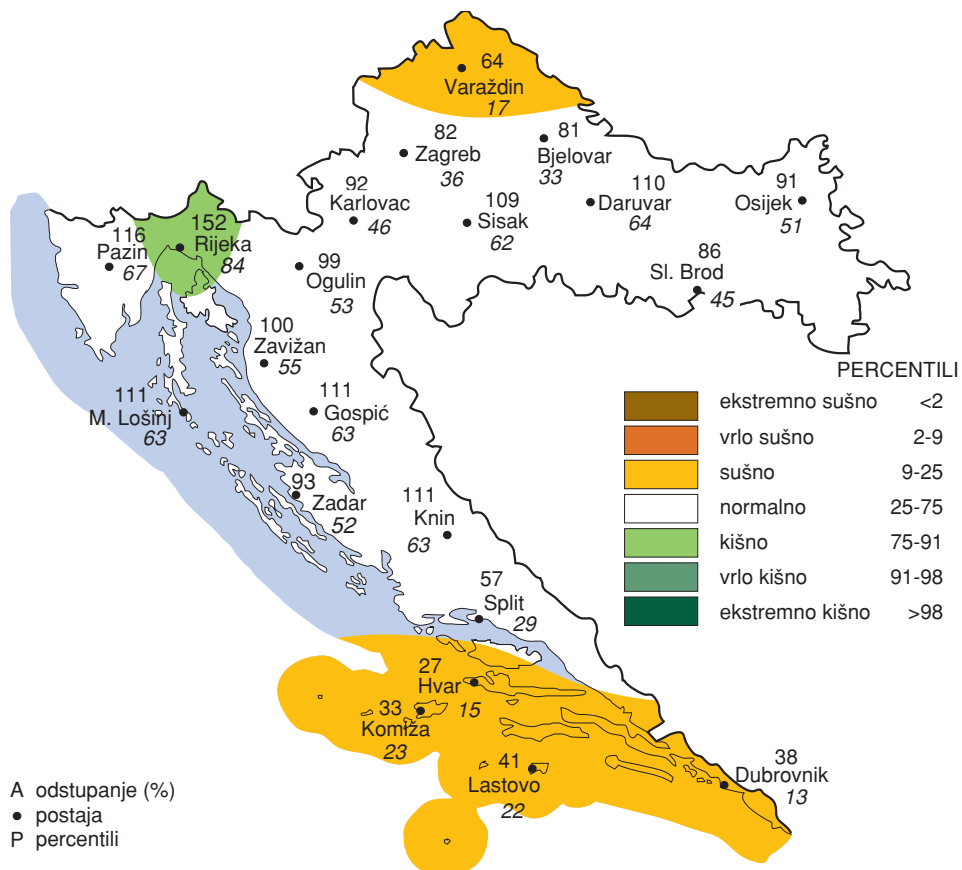 64
Varaždin
17
82
Zagreb
36
81
Bjelovar
33
92
Karlovac
46
109
Sisak
62
110
Daruvar
64
91
Osijek
51
86
Sl. Brod
45
116
Pazin
67
152
Rijeka
84
99
Ogulin
53
100
Zavižan
55
111
M. Lošinj
63
111
Gospić
63
93
Zadar
52
111
Knin
63
57
Split
29
27
Hvar
15
33
Komiža
23
41
Lastovo
22
38
Dubrovnik
13
PERCENTILI
ekstremno sušno <2
vrlo sušno 2-9
sušno 9-25
normalno 25-75
kišno 75-91
vrlo kišno 91-98
ekstremno kišno >98
A odstupanje (%)
● postaja
P percentili